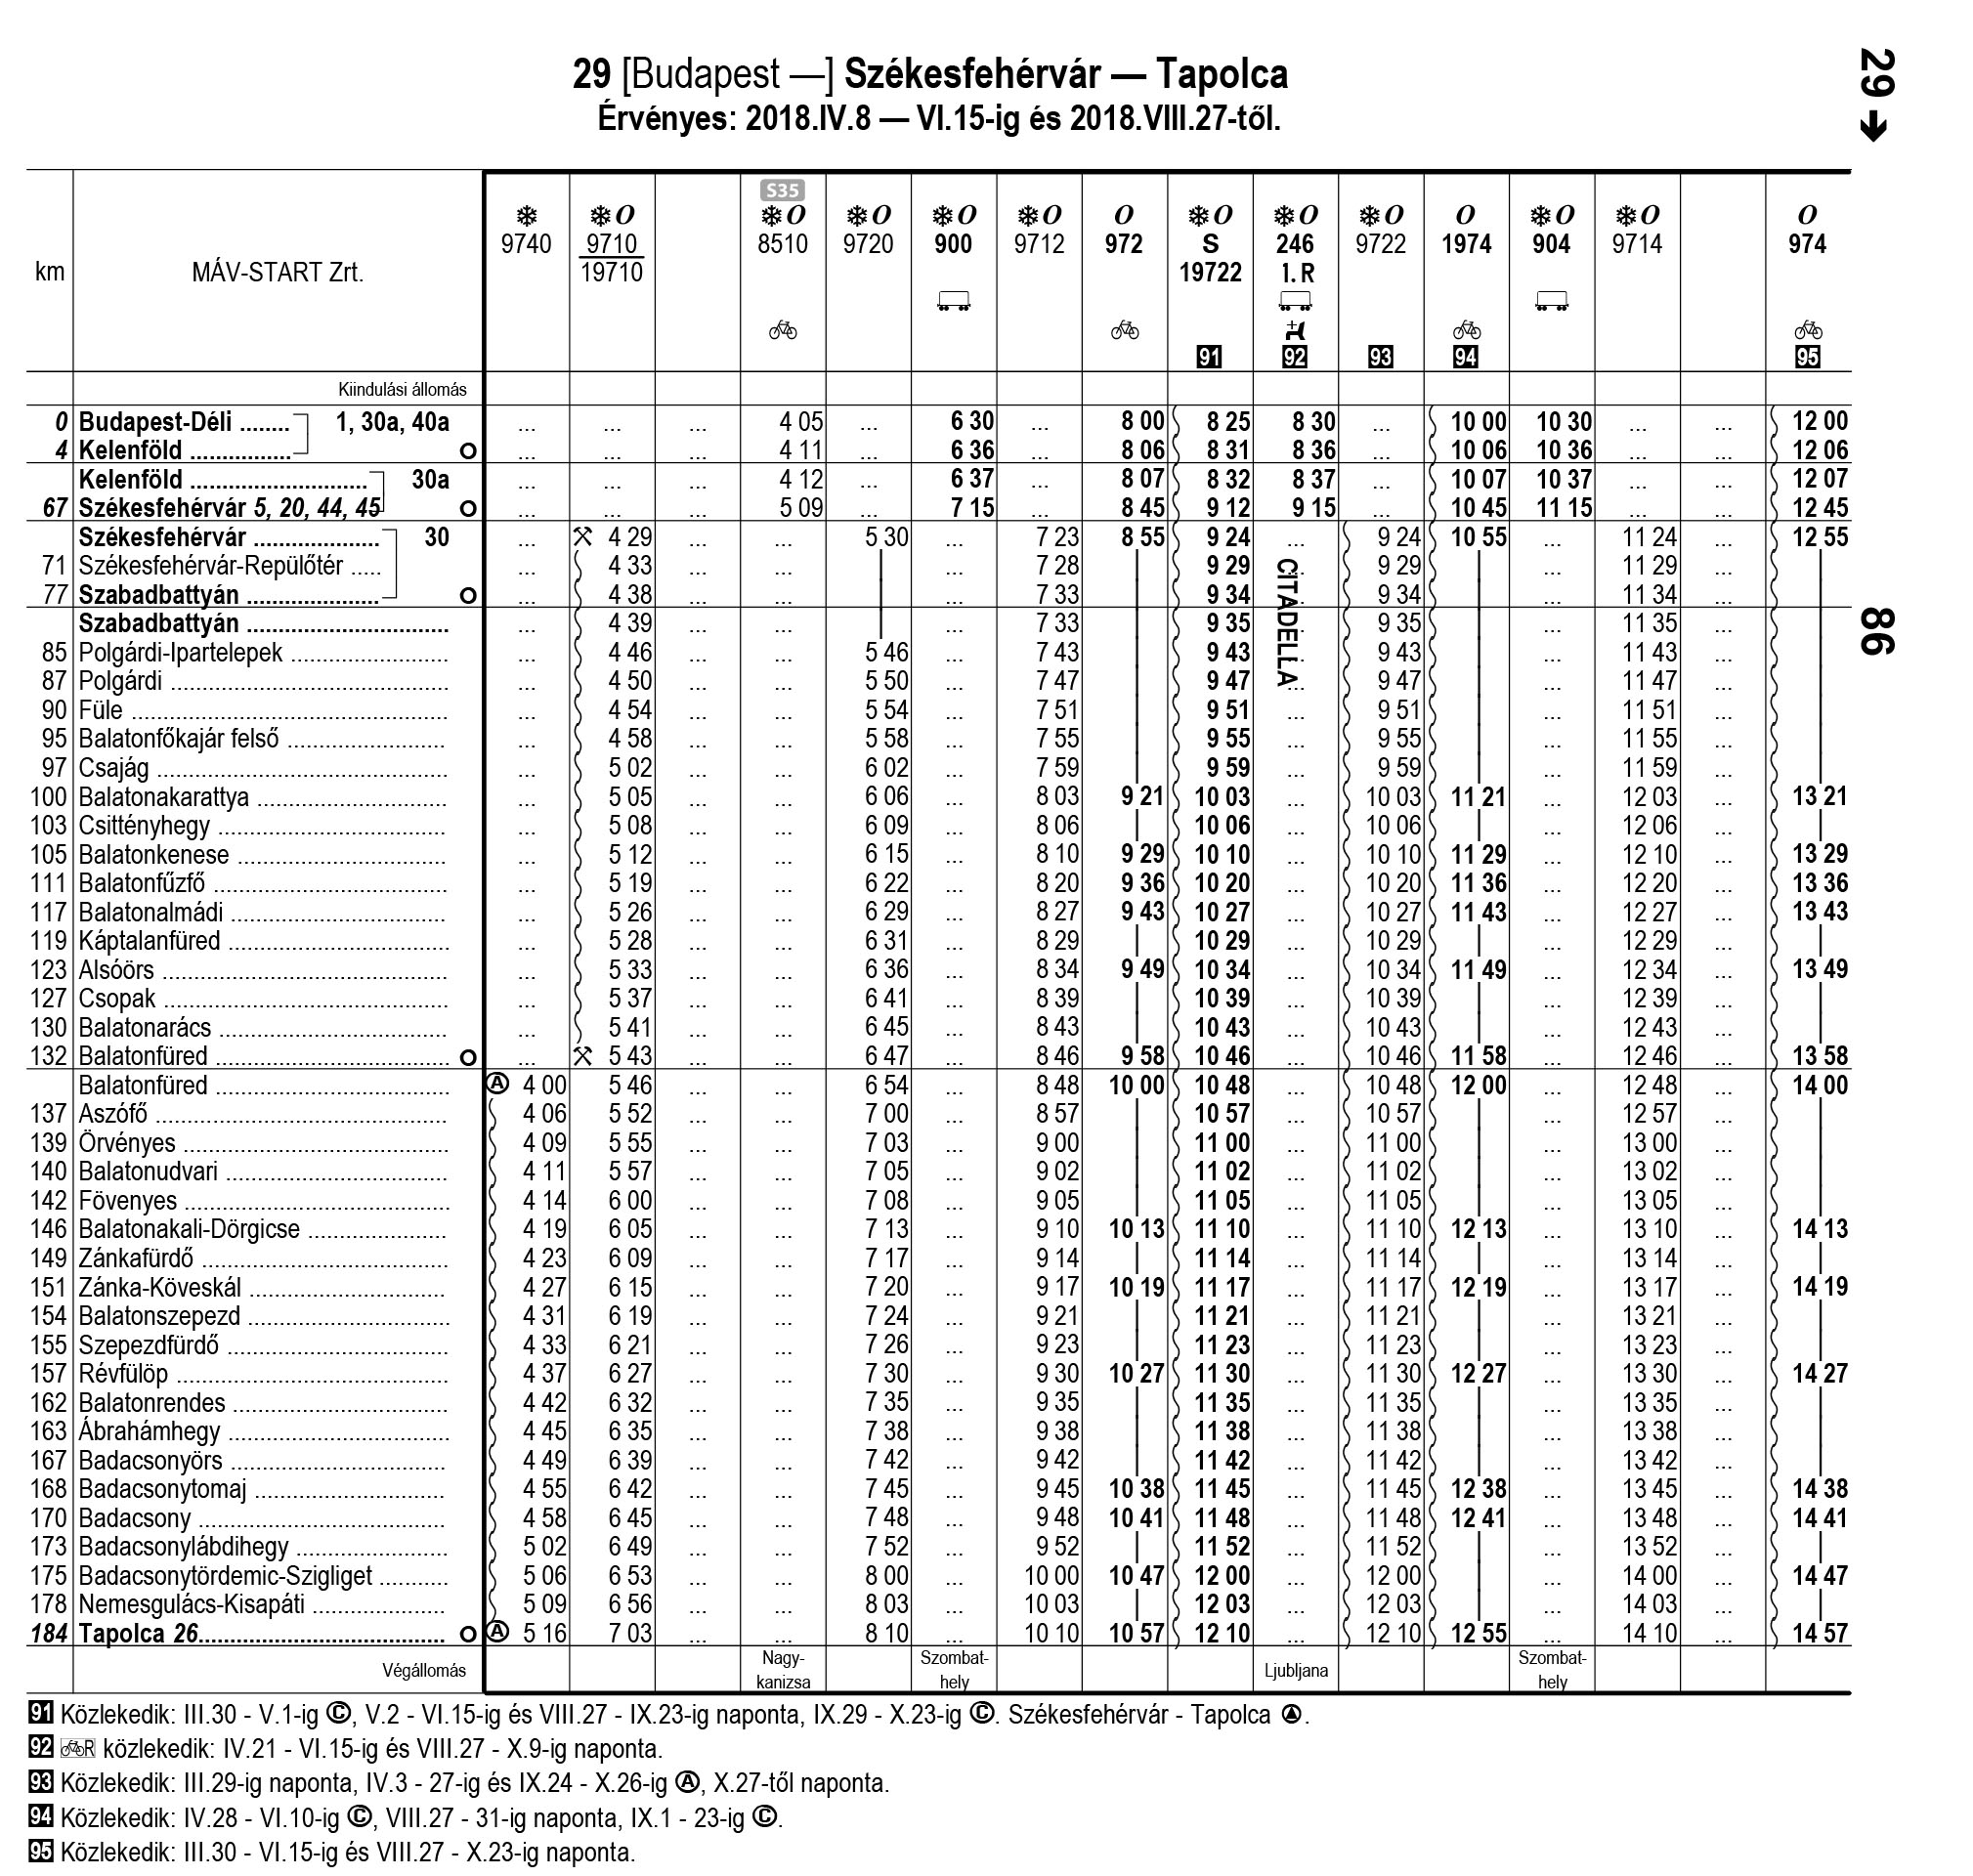 29 [Budapest —] Székesfehérvár — Tapolca
Érvényes: 2018.IV.8 — VI.15-ig és 2018.VIII.27-től.
29
86
km MÁV-START Zrt.
S35
O O O O O O O O O O O O
9740 9710 8510 9720 900 9712 972 S 246 9722 1974 904 9714 974
19710 19722 1. R
91 92 93 94 95
Kiindulási állomás
0 Budapest-Déli ........ 1, 30a, 40a ... ... ... 4 05 ... 6 30 ... 8 00 8 25 8 30 ... 10 00 10 30 ... ... 12 00
4 Kelenföld ................ ... ... ... 4 11 ... 6 36 ... 8 06 8 31 8 36 ... 10 06 10 36 ... ... 12 06
Kelenföld ........................... 30a ... ... ... 4 12 ... 6 37 ... 8 07 8 32 8 37 ... 10 07 10 37 ... ... 12 07
67 Székesfehérvár 5, 20, 44, 45 ... ... ... 5 09 ... 7 15 ... 8 45 9 12 9 15 ... 10 45 11 15 ... ... 12 45
Székesfehérvár ................... 30 ... 4 29 ... ... 5 30 ... 7 23 8 55 9 24 ... 9 24 10 55 ... 11 24 ... 12 55
71 Székesfehérvár-Repülőtér ..... ... 4 33 ... ... ... 7 28 9 29 ... 9 29 ... 11 29 ...
77 Szabadbattyán .................... ... 4 38 ... ... ... 7 33 9 34 ... 9 34 ... 11 34 ...
CITADELLA
Szabadbattyán .............................. ... 4 39 ... ... ... 7 33 9 35 ... 9 35 ... 11 35 ...
85 Polgárdi-Ipartelepek ........................ ... 4 46 ... ... 5 46 ... 7 43 9 43 ... 9 43 ... 11 43 ...
87 Polgárdi ........................................... ... 4 50 ... ... 5 50 ... 7 47 9 47 ... 9 47 ... 11 47 ...
90 Füle ................................................. ... 4 54 ... ... 5 54 ... 7 51 9 51 ... 9 51 ... 11 51 ...
95 Balatonfőkajár felső ........................ ... 4 58 ... ... 5 58 ... 7 55 9 55 ... 9 55 ... 11 55 ...
97 Csajág ............................................. ... 5 02 ... ... 6 02 ... 7 59 9 59 ... 9 59 ... 11 59 ...
100 Balatonakarattya ............................. ... 5 05 ... ... 6 06 ... 8 03 9 21 10 03 ... 10 03 11 21 ... 12 03 ... 13 21
103 Csittényhegy ................................... ... 5 08 ... ... 6 09 ... 8 06 10 06 ... 10 06 ... 12 06 ...
105 Balatonkenese ................................ ... 5 12 ... ... 6 15 ... 8 10 9 29 10 10 ... 10 10 11 29 ... 12 10 ... 13 29
111 Balatonfűzfő .................................... ... 5 19 ... ... 6 22 ... 8 20 9 36 10 20 ... 10 20 11 36 ... 12 20 ... 13 36
117 Balatonalmádi ................................. ... 5 26 ... ... 6 29 ... 8 27 9 43 10 27 ... 10 27 11 43 ... 12 27 ... 13 43
119 Káptalanfüred .................................. ... 5 28 ... ... 6 31 ... 8 29 10 29 ... 10 29 ... 12 29 ...
123 Alsóörs ............................................ ... 5 33 ... ... 6 36 ... 8 34 9 49 10 34 ... 10 34 11 49 ... 12 34 ... 13 49
127 Csopak ............................................ ... 5 37 ... ... 6 41 ... 8 39 10 39 ... 10 39 ... 12 39 ...
130 Balatonarács ................................... ... 5 41 ... ... 6 45 ... 8 43 10 43 ... 10 43 ... 12 43 ...
132 Balatonfüred .................................... ... 5 43 ... ... 6 47 ... 8 46 9 58 10 46 ... 10 46 11 58 ... 12 46 ... 13 58
Balatonfüred .................................... A 4 00 5 46 ... ... 6 54 ... 8 48 10 00 10 48 ... 10 48 12 00 ... 12 48 ... 14 00
137 Aszófő ............................................. 4 06 5 52 ... ... 7 00 ... 8 57 10 57 ... 10 57 ... 12 57 ...
139 Örvényes ......................................... 4 09 5 55 ... ... 7 03 ... 9 00 11 00 ... 11 00 ... 13 00 ...
140 Balatonudvari .................................. 4 11 5 57 ... ... 7 05 ... 9 02 11 02 ... 11 02 ... 13 02 ...
142 Fövenyes ......................................... 4 14 6 00 ... ... 7 08 ... 9 05 11 05 ... 11 05 ... 13 05 ...
146 Balatonakali-Dörgicse ..................... 4 19 6 05 ... ... 7 13 ... 9 10 10 13 11 10 ... 11 10 12 13 ... 13 10 ... 14 13
149 Zánkafürdő ...................................... 4 23 6 09 ... ... 7 17 ... 9 14 11 14 ... 11 14 ... 13 14 ...
151 Zánka-Köveskál ............................... 4 27 6 15 ... ... 7 20 ... 9 17 10 19 11 17 ... 11 17 12 19 ... 13 17 ... 14 19
154 Balatonszepezd ............................... 4 31 6 19 ... ... 7 24 ... 9 21 11 21 ... 11 21 ... 13 21 ...
155 Szepezdfürdő .................................. 4 33 6 21 ... ... 7 26 ... 9 23 11 23 ... 11 23 ... 13 23 ...
157 Révfülöp .......................................... 4 37 6 27 ... ... 7 30 ... 9 30 10 27 11 30 ... 11 30 12 27 ... 13 30 ... 14 27
162 Balatonrendes ................................. 4 42 6 32 ... ... 7 35 ... 9 35 11 35 ... 11 35 ... 13 35 ...
163 Ábrahámhegy .................................. 4 45 6 35 ... ... 7 38 ... 9 38 11 38 ... 11 38 ... 13 38 ...
167 Badacsonyörs ................................. 4 49 6 39 ... ... 7 42 ... 9 42 11 42 ... 11 42 ... 13 42 ...
168 Badacsonytomaj ............................. 4 55 6 42 ... ... 7 45 ... 9 45 10 38 11 45 ... 11 45 12 38 ... 13 45 ... 14 38
170 Badacsony ...................................... 4 58 6 45 ... ... 7 48 ... 9 48 10 41 11 48 ... 11 48 12 41 ... 13 48 ... 14 41
173 Badacsonylábdihegy ....................... 5 02 6 49 ... ... 7 52 ... 9 52 11 52 ... 11 52 ... 13 52 ...
175 Badacsonytördemic-Szigliget ........... 5 06 6 53 ... ... 8 00 ... 10 00 10 47 12 00 ... 12 00 ... 14 00 ... 14 47
178 Nemesgulács-Kisapáti .................... 5 09 6 56 ... ... 8 03 ... 10 03 12 03 ... 12 03 ... 14 03 ...
184 Tapolca 26..................................... A 5 16 7 03 ... ... 8 10 ... 10 10 10 57 12 10 ... 12 10 12 55 ... 14 10 ... 14 57
Végállomás Nagy- Szombat- Ljubljana Szombat-
kanizsa hely hely
91 Közlekedik: III.30 - V.1-ig C, V.2 - VI.15-ig és VIII.27 - IX.23-ig naponta, IX.29 - X.23-ig C. Székesfehérvár - Tapolca ▲.
92 R közlekedik: IV.21 - VI.15-ig és VIII.27 - X.9-ig naponta.
93 Közlekedik: III.29-ig naponta, IV.3 - 27-ig és IX.24 - X.26-ig A, X.27-től naponta.
94 Közlekedik: IV.28 - VI.10-ig C, VIII.27 - 31-ig naponta, IX.1 - 23-ig C.
95 Közlekedik: III.30 - VI.15-ig és VIII.27 - X.23-ig naponta.